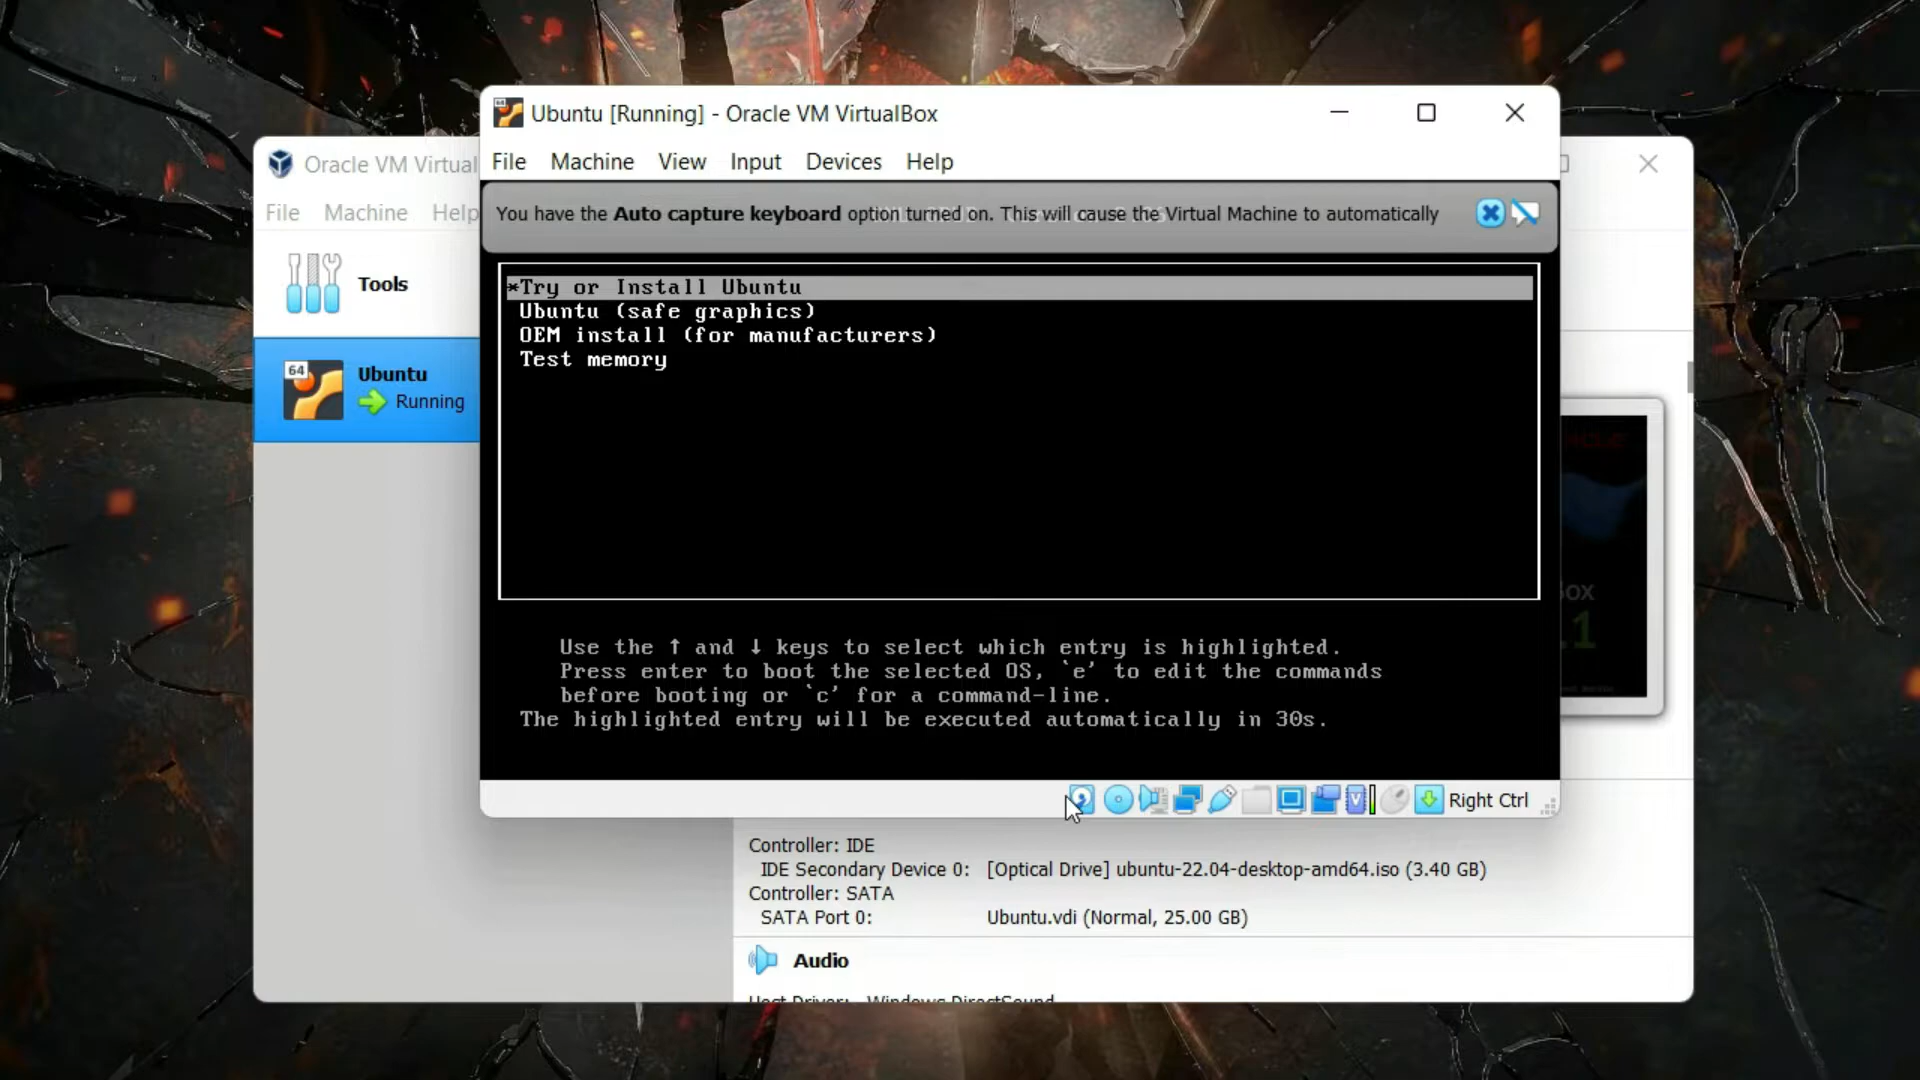 Ubuntu [Running] - Oracle VM VirtualBox
File Machine View Input Devices Help
You have the Auto capture keyboard option turned on. This will cause the Virtual Machine to automatically
*Try or Install Ubuntu
Ubuntu (safe graphics)
OEM install (for manufacturers)
Test memory
Use the ↑ and ↓ keys to select which entry is highlighted.
Press enter to boot the selected OS, `e' to edit the commands
before booting or `c' for a command-line.
The highlighted entry will be executed automatically in 30s.
Right Ctrl
Oracle VM Virtual
File Machine Help
Tools
64
Ubuntu
Running
Controller: IDE
IDE Secondary Device 0: [Optical Drive] ubuntu-22.04-desktop-amd64.iso (3.40 GB)
Controller: SATA
SATA Port 0: Ubuntu.vdi (Normal, 25.00 GB)
Audio
Host Driver: Windows DirectSound